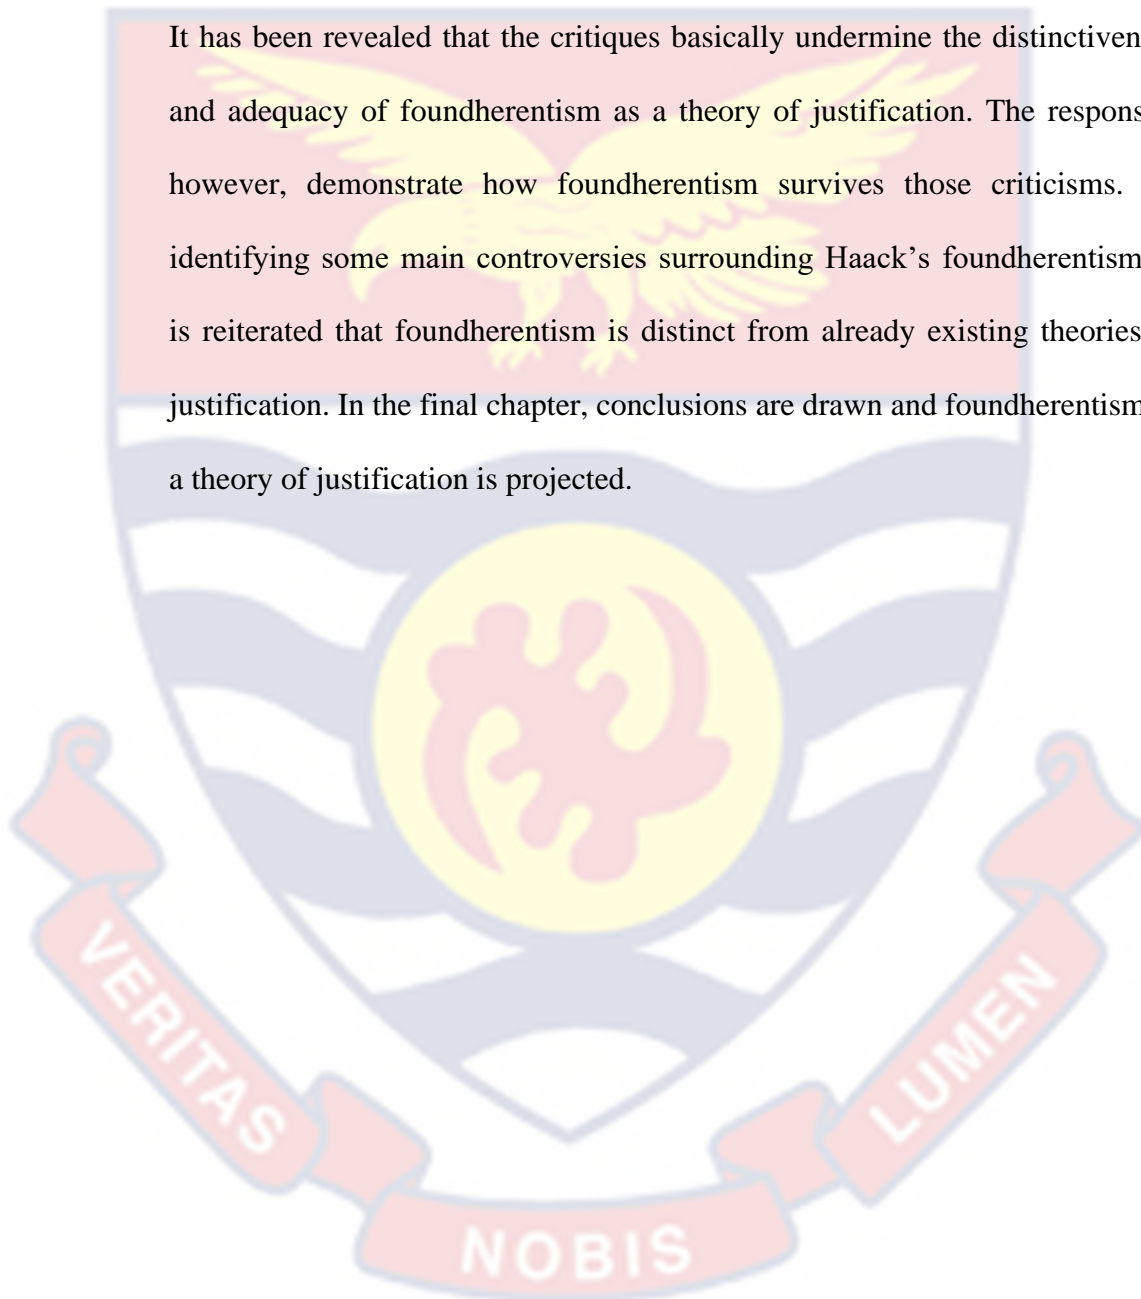 It has been revealed that the critiques basically undermine the distinctiven
and adequacy of foundherentism as a theory of justification. The respons
however, demonstrate how foundherentism survives those criticisms.
identifying some main controversies surrounding Haack's foundherentism
is reiterated that foundherentism is distinct from already existing theories
justification. In the final chapter, conclusions are drawn and foundherentism
a theory of justification is projected.
VERITAS
NOBIS
LUMEN